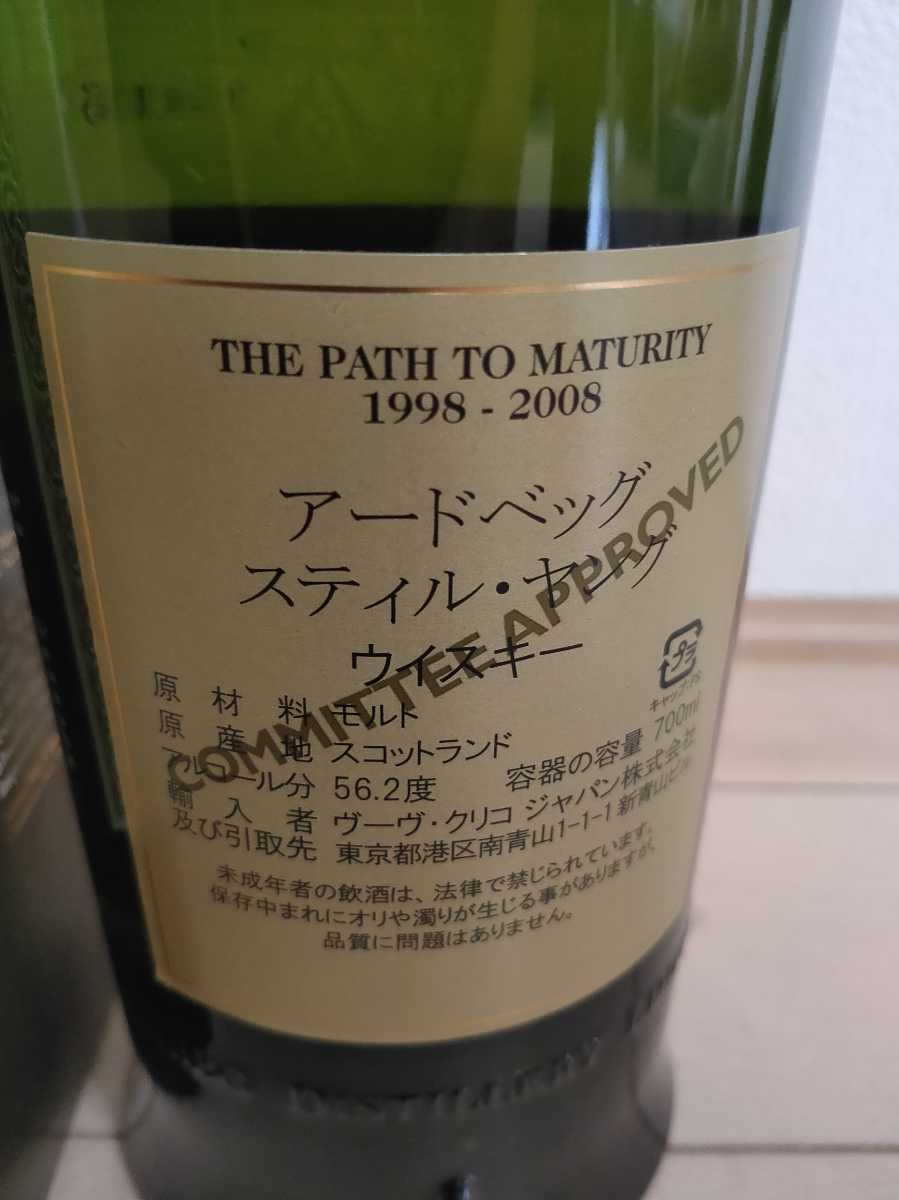 THE PATH TO MATURITY
1998 - 2008
アードベッグ
スティル・ヤング
ウイスキー
COMMITTEE APPROVED
プラ
キャップ:PS
原材料 モルト
原産地 スコットランド
アルコール分 56.2度 容器の容量 700ml
輸入者 ヴーヴ・クリコ ジャパン株式会社
及び引取先 東京都港区南青山1-1-1 新青山ビル
未成年者の飲酒は、法律で禁じられています。
保存中まれにオリや濁りが生じる事がありますが、
品質に問題はありません。
DISTILLERY